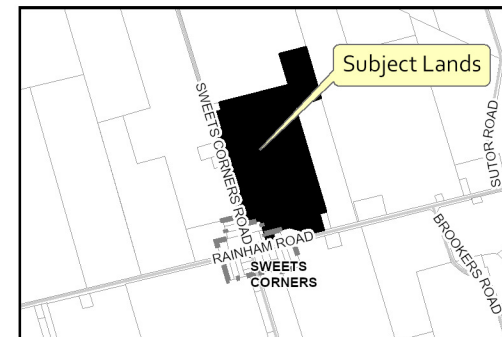 Subject Lands
SWEETS CORNERS ROAD
SUTOR ROAD
RAINHAM ROAD
BROOKERS ROAD
SWEETS
CORNERS